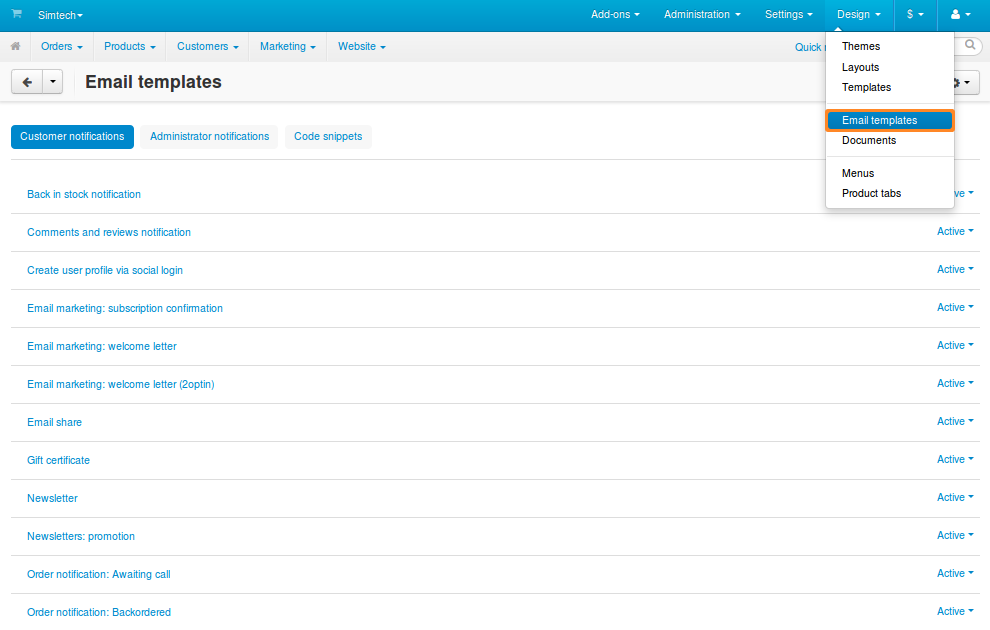 Simtech
Add-ons
Administration
Settings
Design
$
Orders
Products
Customers
Marketing
Website
Quick
Themes
Layouts
Templates
Email templates
Documents
Menus
Product tabs
Email templates
Customer notifications
Administrator notifications
Code snippets
Back in stock notification
ve
Comments and reviews notification
Active
Create user profile via social login
Active
Email marketing: subscription confirmation
Active
Email marketing: welcome letter
Active
Email marketing: welcome letter (2optin)
Active
Email share
Active
Gift certificate
Active
Newsletter
Active
Newsletters: promotion
Active
Order notification: Awaiting call
Active
Order notification: Backordered
Active